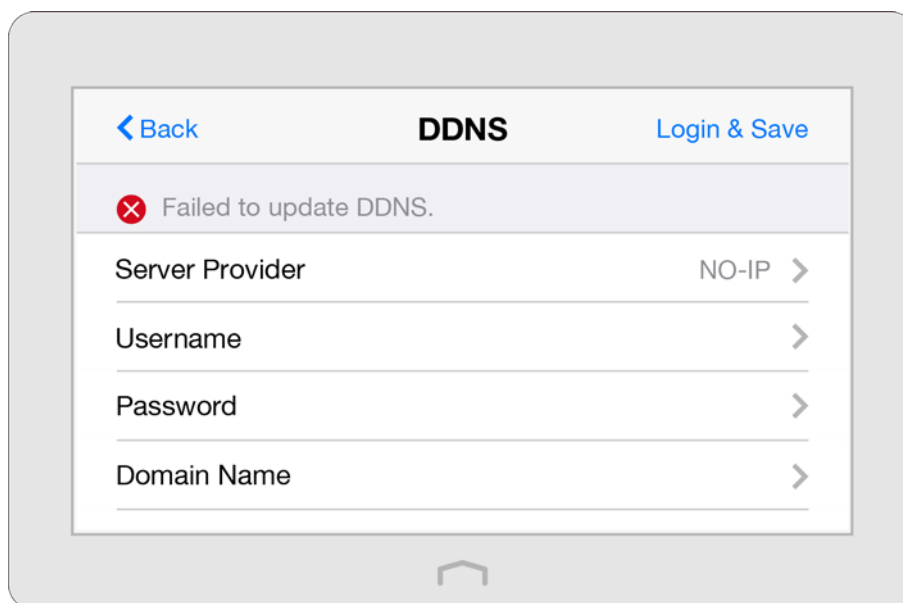 Back DDNS Login & Save
Failed to update DDNS.
Server Provider NO-IP
Username
Password
Domain Name